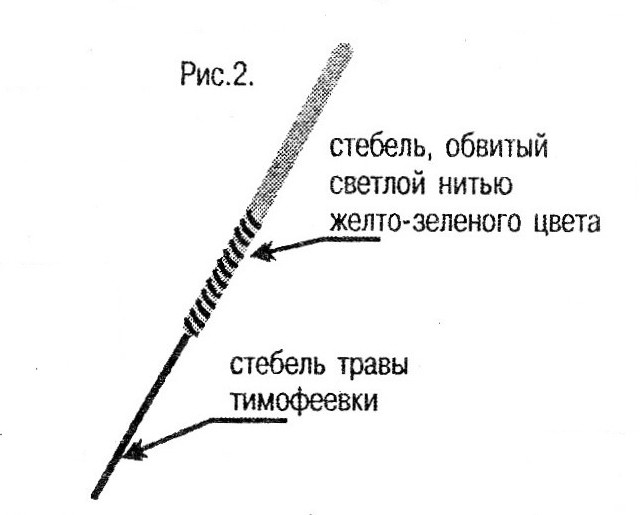 Рис.2.
стебель, обвитый
светлой нитью
желто-зеленого цвета
стебель травы
тимофеевки